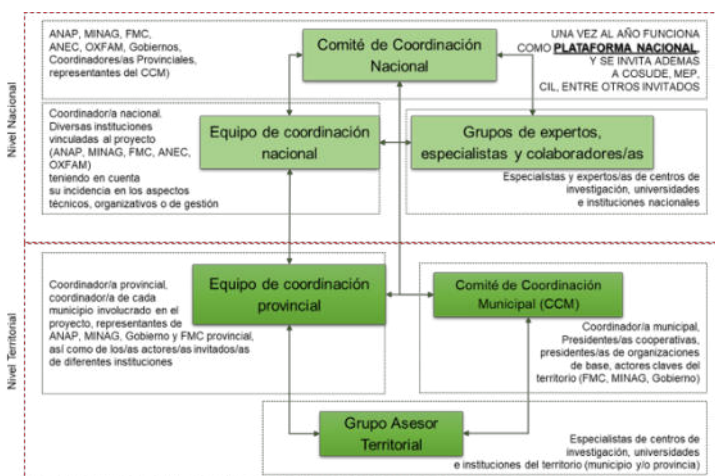 Nivel Nacional
ANAP, MINAG, FMC,
ANEC, OXFAM, Gobiernos,
Coordinadores/as Provinciales,
representantes del CCM)
Comité de Coordinación
Nacional
UNA VEZ AL AÑO FUNCIONA
COMO PLATAFORMA NACIONAL,
Y SE INVITA ADEMAS
A COSUDE, MEP,
CIL, ENTRE OTROS INVITADOS
Coordinador/a nacional.
Diversas instituciones
vinculadas al proyecto
(ANAP, MINAG, FMC, ANEC,
OXFAM)
teniendo en cuenta
su incidencia en los aspectos
técnicos, organizativos o de gestión
Equipo de coordinación
nacional
Grupos de expertos,
especialistas y colaboradores/as
Especialistas y expertos/as de centros de
investigación, universidades
e instituciones nacionales
Nivel Territorial
Coordinador/a provincial,
coordinador/a de cada
municipio involucrado en el
proyecto, representantes de
ANAP, MINAG, Gobierno y FMC provincial,
así como de los/as actores/as invitados/as
de diferentes instituciones
Equipo de coordinación
provincial
Comité de Coordinación
Municipal (CCM)
Coordinador/a municipal,
Presidentes/as cooperativas,
presidentes/as de organizaciones
de base, actores claves del
territorio (FMC, MINAG, Gobierno)
Grupo Asesor
Territorial
Especialistas de centros de
investigación, universidades
e instituciones del territorio (municipio y/o provincia)